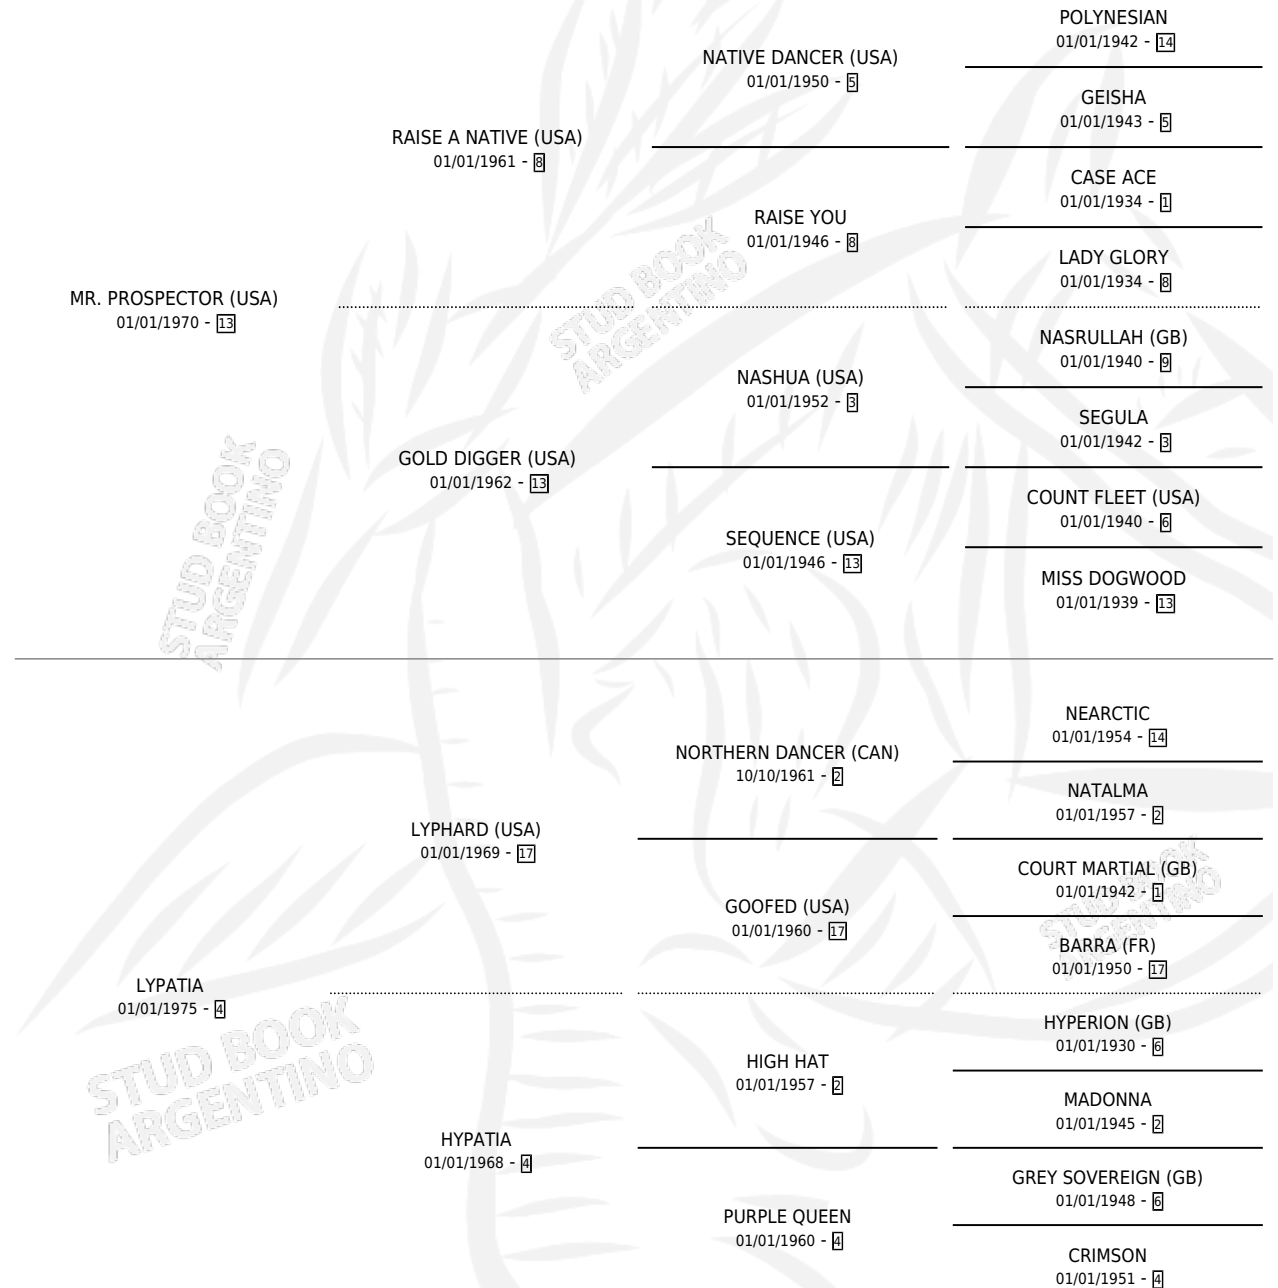 POLYNESIAN
01/01/1942 - 14
NATIVE DANCER (USA)
01/01/1950 - 5
GEISHA
01/01/1943 - 5
RAISE A NATIVE (USA)
01/01/1961 - 8
CASE ACE
01/01/1934 - 1
RAISE YOU
01/01/1946 - 8
LADY GLORY
01/01/1934 - 8
MR. PROSPECTOR (USA)
01/01/1970 - 13
NASRULLAH (GB)
01/01/1940 - 9
NASHUA (USA)
01/01/1952 - 3
SEGULA
01/01/1942 - 3
GOLD DIGGER (USA)
01/01/1962 - 13
COUNT FLEET (USA)
01/01/1940 - 6
SEQUENCE (USA)
01/01/1946 - 13
MISS DOGWOOD
01/01/1939 - 13
NEARCTIC
01/01/1954 - 14
NORTHERN DANCER (CAN)
10/10/1961 - 2
NATALMA
01/01/1957 - 2
LYPHARD (USA)
01/01/1969 - 17
COURT MARTIAL (GB)
01/01/1942 - 1
GOOFED (USA)
01/01/1960 - 17
BARRA (FR)
01/01/1950 - 17
LYPATIA
01/01/1975 - 4
HYPERION (GB)
01/01/1930 - 6
HIGH HAT
01/01/1957 - 2
MADONNA
01/01/1945 - 2
HYPATIA
01/01/1968 - 4
GREY SOVEREIGN (GB)
01/01/1948 - 6
PURPLE QUEEN
01/01/1960 - 4
CRIMSON
01/01/1951 - 4
STUD BOOK
ARGENTINO
STUD BOOK
ARGENTINO
STUD BOOK
ARGENTINO
STUD BOOK
ARGENTINO